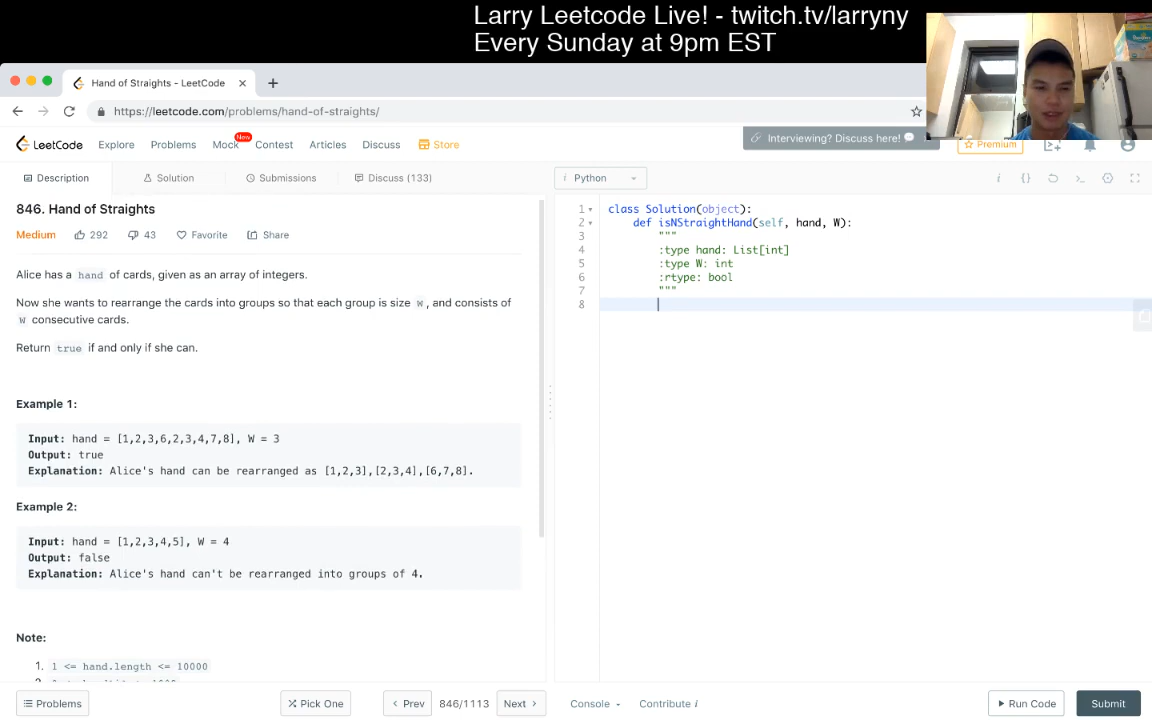 Larry Leetcode Live! - twitch.tv/larryny
Every Sunday at 9pm EST
Hand of Straights - LeetCode
https://leetcode.com/problems/hand-of-straights/
LeetCode
Explore
Problems
Mock
New
Contest
Articles
Discuss
Store
Interviewing? Discuss here!
Premium
Description
Solution
Submissions
Discuss (133)
i Python
846. Hand of Straights
Medium
292
43
Favorite
Share
Alice has a hand of cards, given as an array of integers.
Now she wants to rearrange the cards into groups so that each group is size W, and consists of
W consecutive cards.
Return true if and only if she can.
Example 1:
Input: hand = [1,2,3,6,2,3,4,7,8], W = 3
Output: true
Explanation: Alice's hand can be rearranged as [1,2,3],[2,3,4],[6,7,8].
Example 2:
Input: hand = [1,2,3,4,5], W = 4
Output: false
Explanation: Alice's hand can't be rearranged into groups of 4.
Note:
1. 1 <= hand.length <= 10000
1 class Solution(object):
2 def isNStraightHand(self, hand, W):
3 """
4 :type hand: List[int]
5 :type W: int
6 :rtype: bool
7 """
8
Problems
Pick One
< Prev
846/1113
Next >
Console
Contribute i
Run Code
Submit